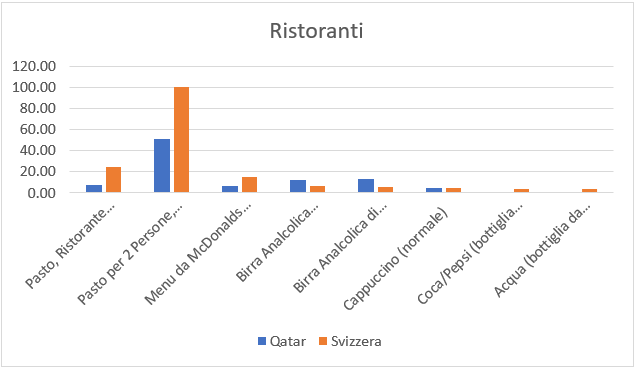 Ristoranti
120.00
100.00
80.00
60.00
40.00
20.00
0.00
Pasto, Ristorante...
Pasto per 2 Persone,...
Menu da McDonalds...
Birra Analcolica...
Birra Analcolica di...
Cappuccino (normale)
Coca/Pepsi (bottiglia...
Acqua (bottiglia da...
Qatar Svizzera